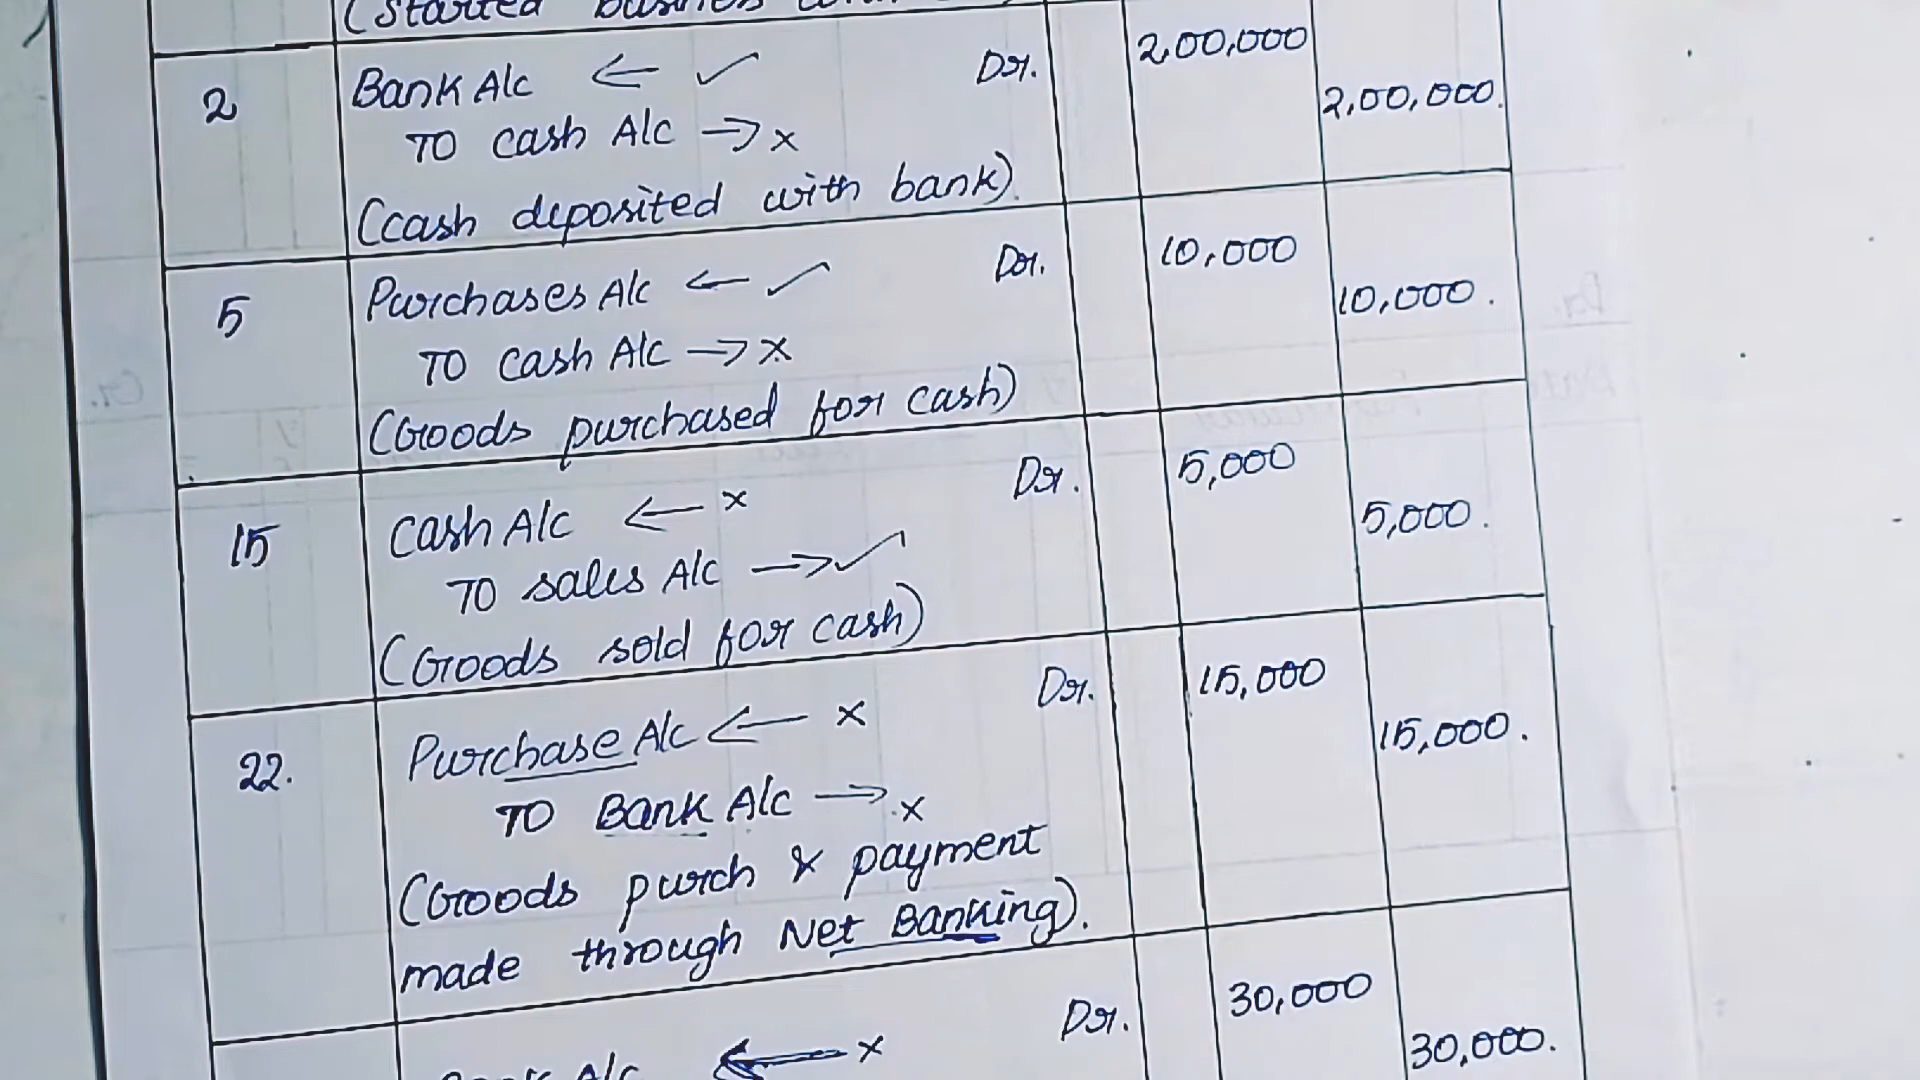 (Started
2 Bank A/c ← ✓ Dr. 2,00,000
To cash A/c → x 2,00,000.
(cash deposited with bank).
5 Purchases A/c ← ✓ Dr. 10,000
To cash A/c → x 10,000.
(Goods purchased for cash)
15 Cash A/c ← x Dr. 5,000
To sales A/c → ✓ 5,000.
(Goods sold for cash)
22. Purchase A/c ← x Dr. 15,000
To Bank A/c → x 15,000.
(Goods purch & payment
made through Net Banking).
Bank A/c ← x Dr. 30,000
30,000.